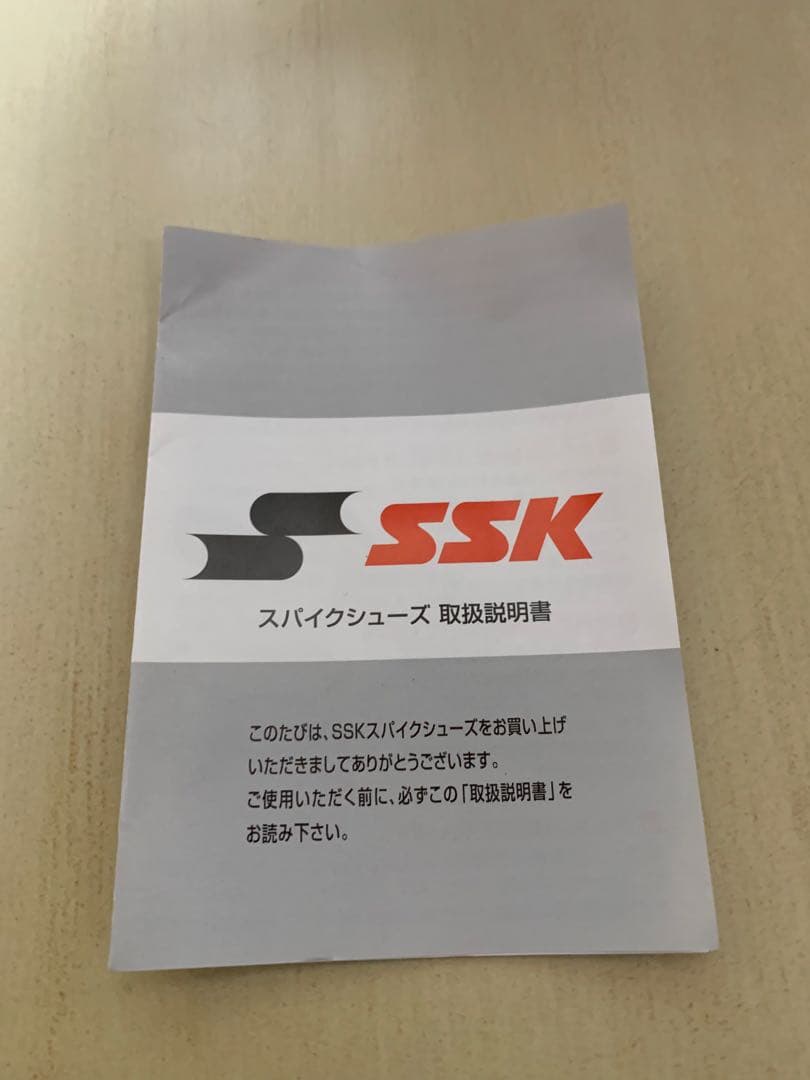 SSK
スパイクシューズ 取扱説明書
このたびは、SSKスパイクシューズをお買い上げ
いただきましてありがとうございます。
ご使用いただく前に、必ずこの「取扱説明書」を
お読み下さい。